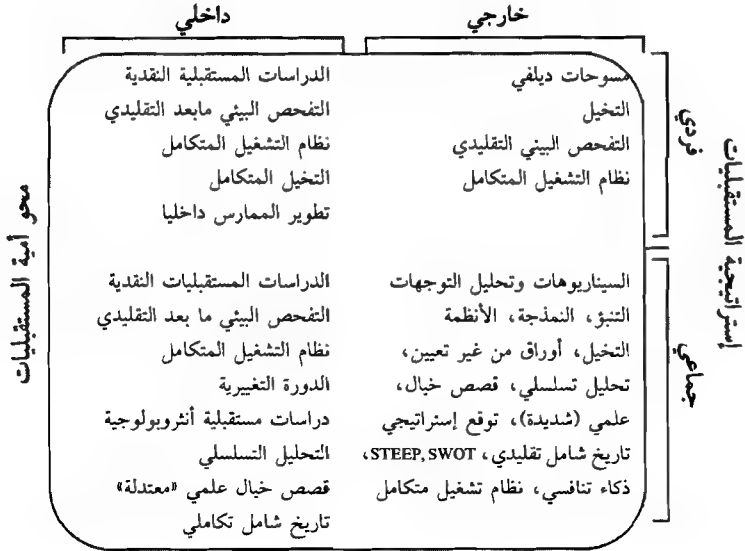 خارجي
داخلي
مسوحات ديلفي
التخيل
التفحص البيني التقليدي
نظام التشغيل المتكامل
الدراسات المستقبلية النقدية
التفحص البيئي مابعد التقليدي
نظام التشغيل المتكامل
التخيل المتكامل
تطوير الممارس داخليا
السيناريوهات وتحليل التوجهات
التنبؤ، النمذجة، الأنظمة
التخيل، أوراق من غير تعيين،
تحليل تسلسلي، قصص خيال،
علمي (شديدة)، توقع إستراتيجي
تاريخ شامل تقليدي، STEEP, SWOT،
ذكاء تنافسي، نظام تشغيل متكامل
الدراسات المستقبليات النقدية
التفحص البيئي ما بعد التقليدي
نظام التشغيل المتكامل
الدورة التغييرية
دراسات مستقبلية أنثروبولوجية
التحليل التسلسلي
قصص خيال علمي «معتدلة»
تاريخ شامل تكاملي
فردي
جماعي
إستراتيجية المستقبليات
محو أمية المستقبليات